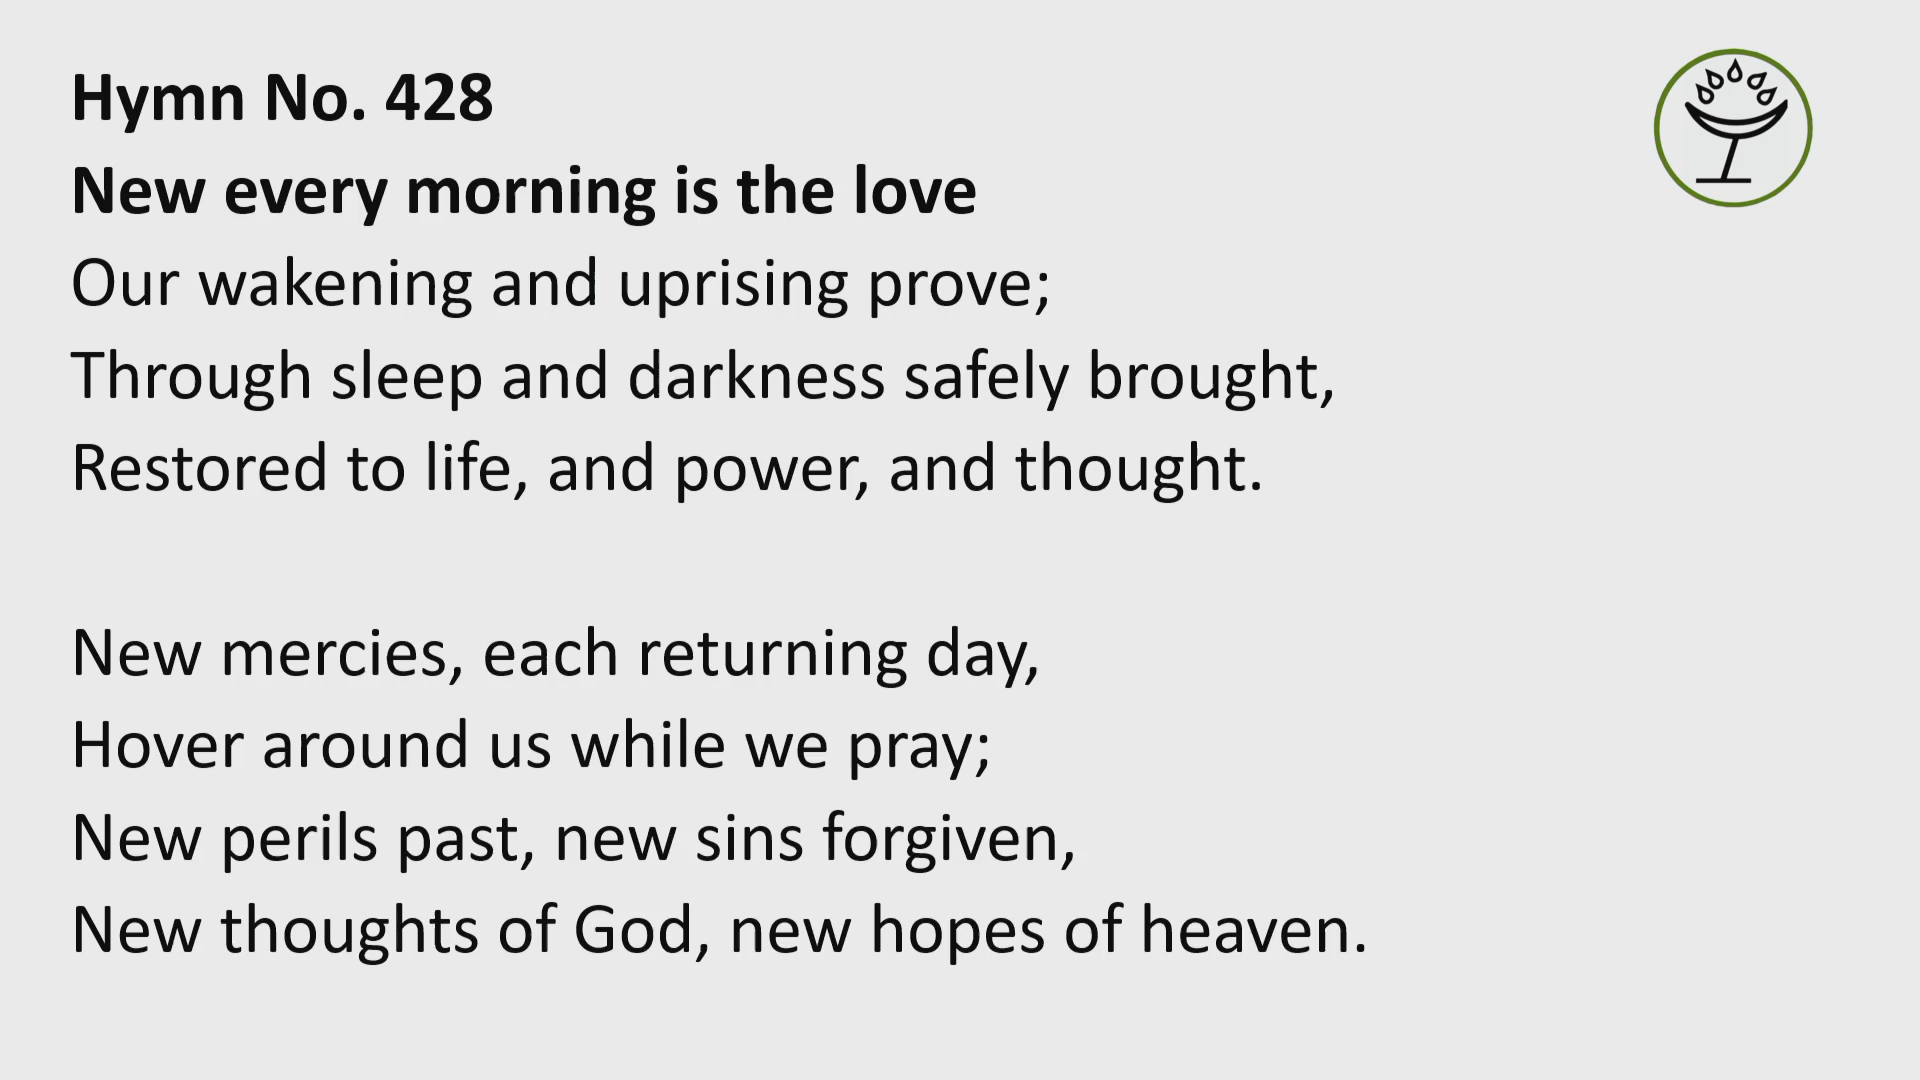 Hymn No. 428
New every morning is the love
Our wakening and uprising prove;
Through sleep and darkness safely brought,
Restored to life, and power, and thought.
New mercies, each returning day,
Hover around us while we pray;
New perils past, new sins forgiven,
New thoughts of God, new hopes of heaven.